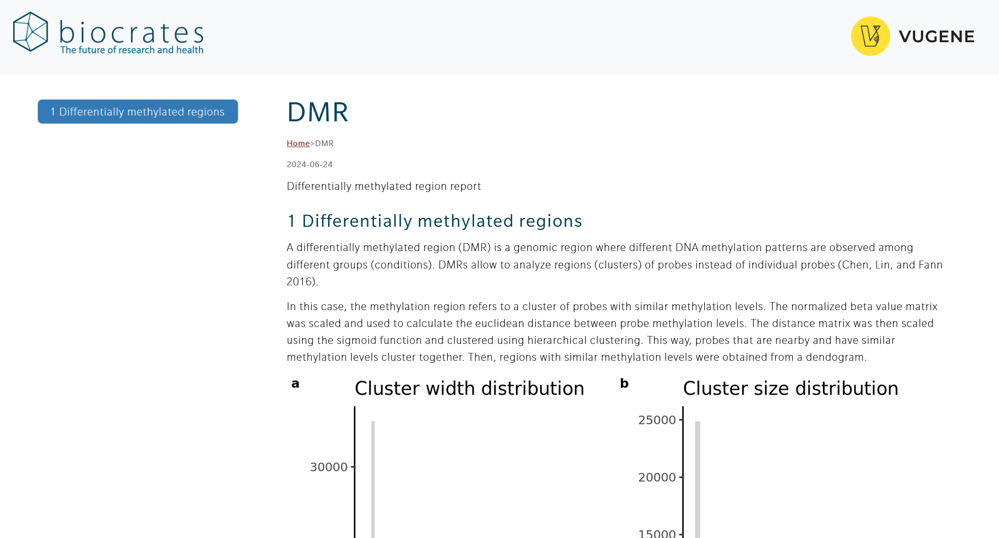 biocrates
The future of research and health
VUGENE
1 Differentially methylated regions
DMR
Home>DMR
2024-06-24
Differentially methylated region report
1 Differentially methylated regions
A differentially methylated region (DMR) is a genomic region where different DNA methylation patterns are observed among
different groups (conditions). DMRs allow to analyze regions (clusters) of probes instead of individual probes (Chen, Lin, and Fann
2016).
In this case, the methylation region refers to a cluster of probes with similar methylation levels. The normalized beta value matrix
was scaled and used to calculate the euclidean distance between probe methylation levels. The distance matrix was then scaled
using the sigmoid function and clustered using hierarchical clustering. This way, probes that are nearby and have similar
methylation levels cluster together. Then, regions with similar methylation levels were obtained from a dendogram.
a
Cluster width distribution
30000
b
Cluster size distribution
25000
20000
15000